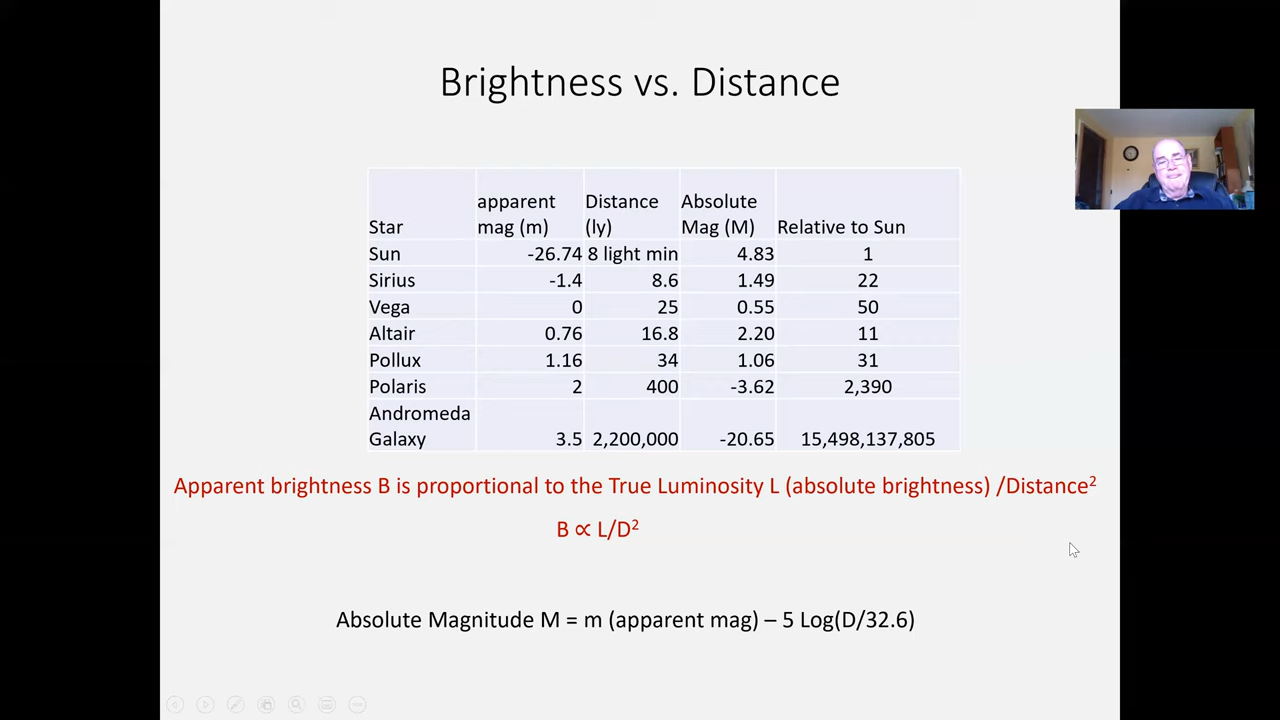 Brightness vs. Distance
Star apparent mag (m) Distance (ly) Absolute Mag (M) Relative to Sun
Sun -26.74 8 light min 4.83 1
Sirius -1.4 8.6 1.49 22
Vega 0 25 0.55 50
Altair 0.76 16.8 2.20 11
Pollux 1.16 34 1.06 31
Polaris 2 400 -3.62 2,390
Andromeda Galaxy 3.5 2,200,000 -20.65 15,498,137,805
Apparent brightness B is proportional to the True Luminosity L (absolute brightness) /Distance²
B ∝ L/D²
Absolute Magnitude M = m (apparent mag) – 5 Log(D/32.6)